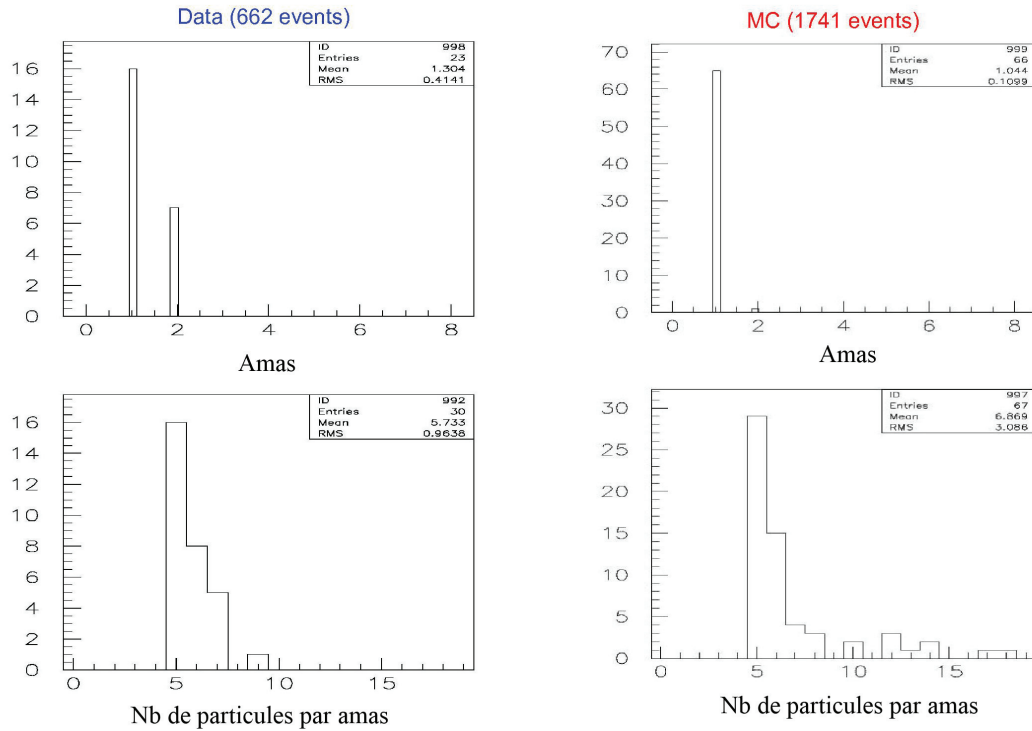 Data (662 events)
MC (1741 events)
ID 998
Entries 23
Mean 1.304
RMS 0.4141
16
14
12
10
8
6
4
2
0
0 2 4 6 8
Amas
ID 999
Entries 66
Mean 1.044
RMS 0.1099
70
60
50
40
30
20
10
0
0 2 4 6 8
Amas
ID 992
Entries 30
Mean 5.733
RMS 0.9638
16
14
12
10
8
6
4
2
0
0 5 10 15
Nb de particules par amas
ID 997
Entries 67
Mean 6.869
RMS 3.086
30
25
20
15
10
5
0
0 5 10 15
Nb de particules par amas